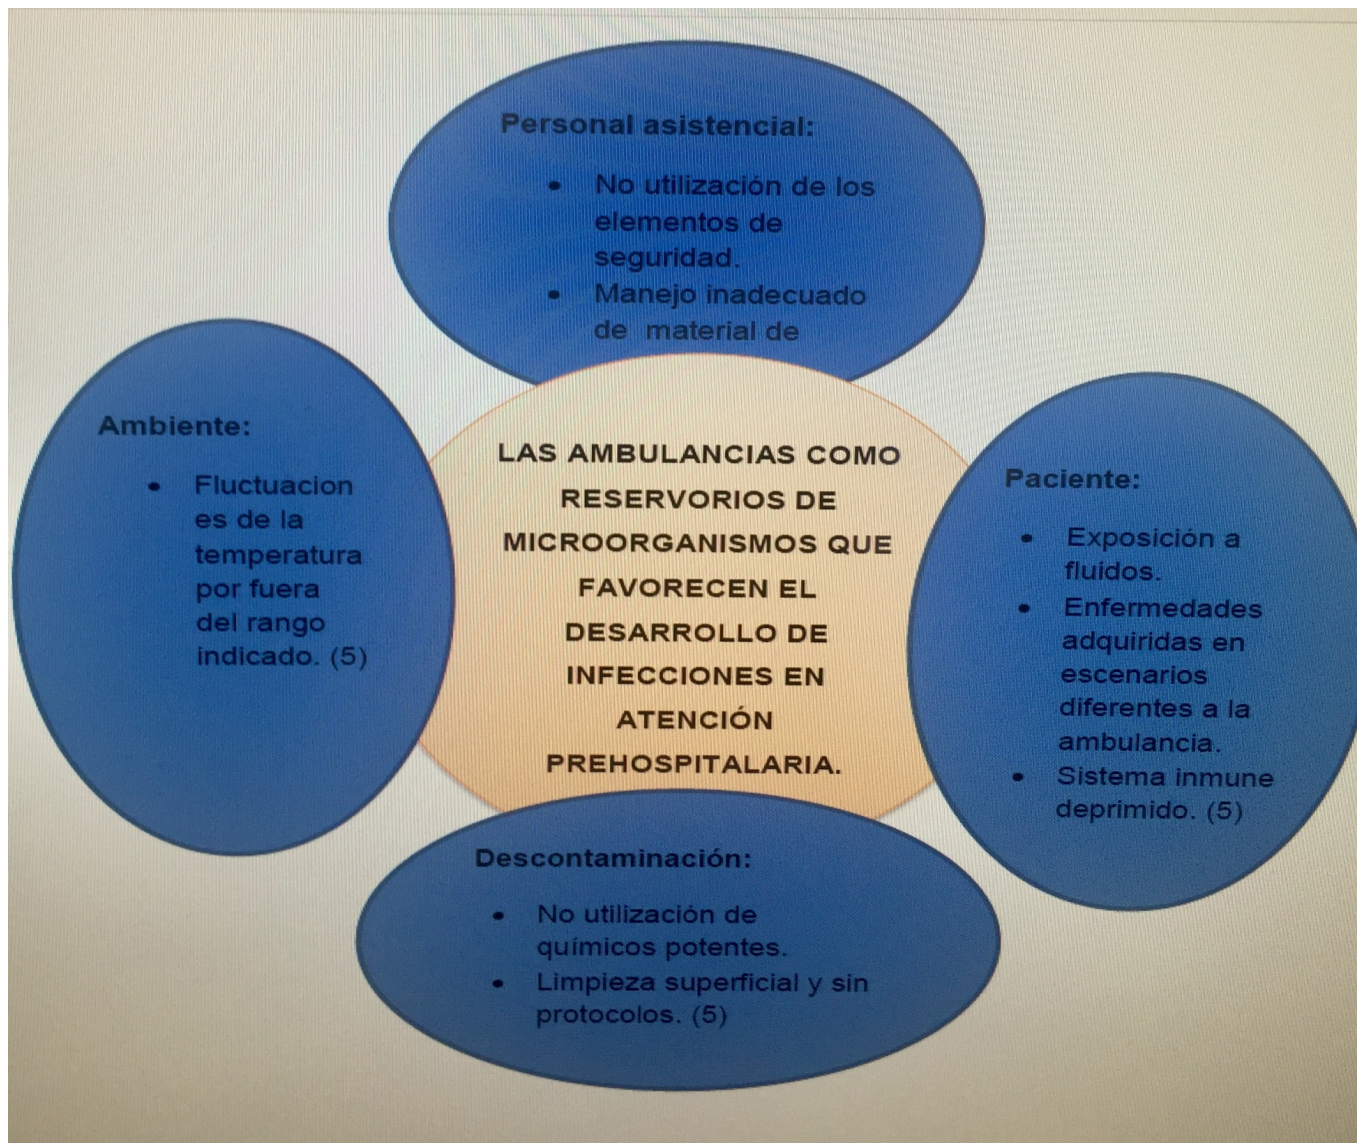 Personal asistencial:
• No utilización de los
elementos de
seguridad.
• Manejo inadecuado
de material de
Ambiente:
• Fluctuacion
es de la
temperatura
por fuera
del rango
indicado. (5)
LAS AMBULANCIAS COMO
RESERVORIOS DE
MICROORGANISMOS QUE
FAVORECEN EL
DESARROLLO DE
INFECCIONES EN
ATENCIÓN
PREHOSPITALARIA.
Paciente:
• Exposición a
fluidos.
• Enfermedades
adquiridas en
escenarios
diferentes a la
ambulancia.
• Sistema inmune
deprimido. (5)
Descontaminación:
• No utilización de
químicos potentes.
• Limpieza superficial y sin
protocolos. (5)